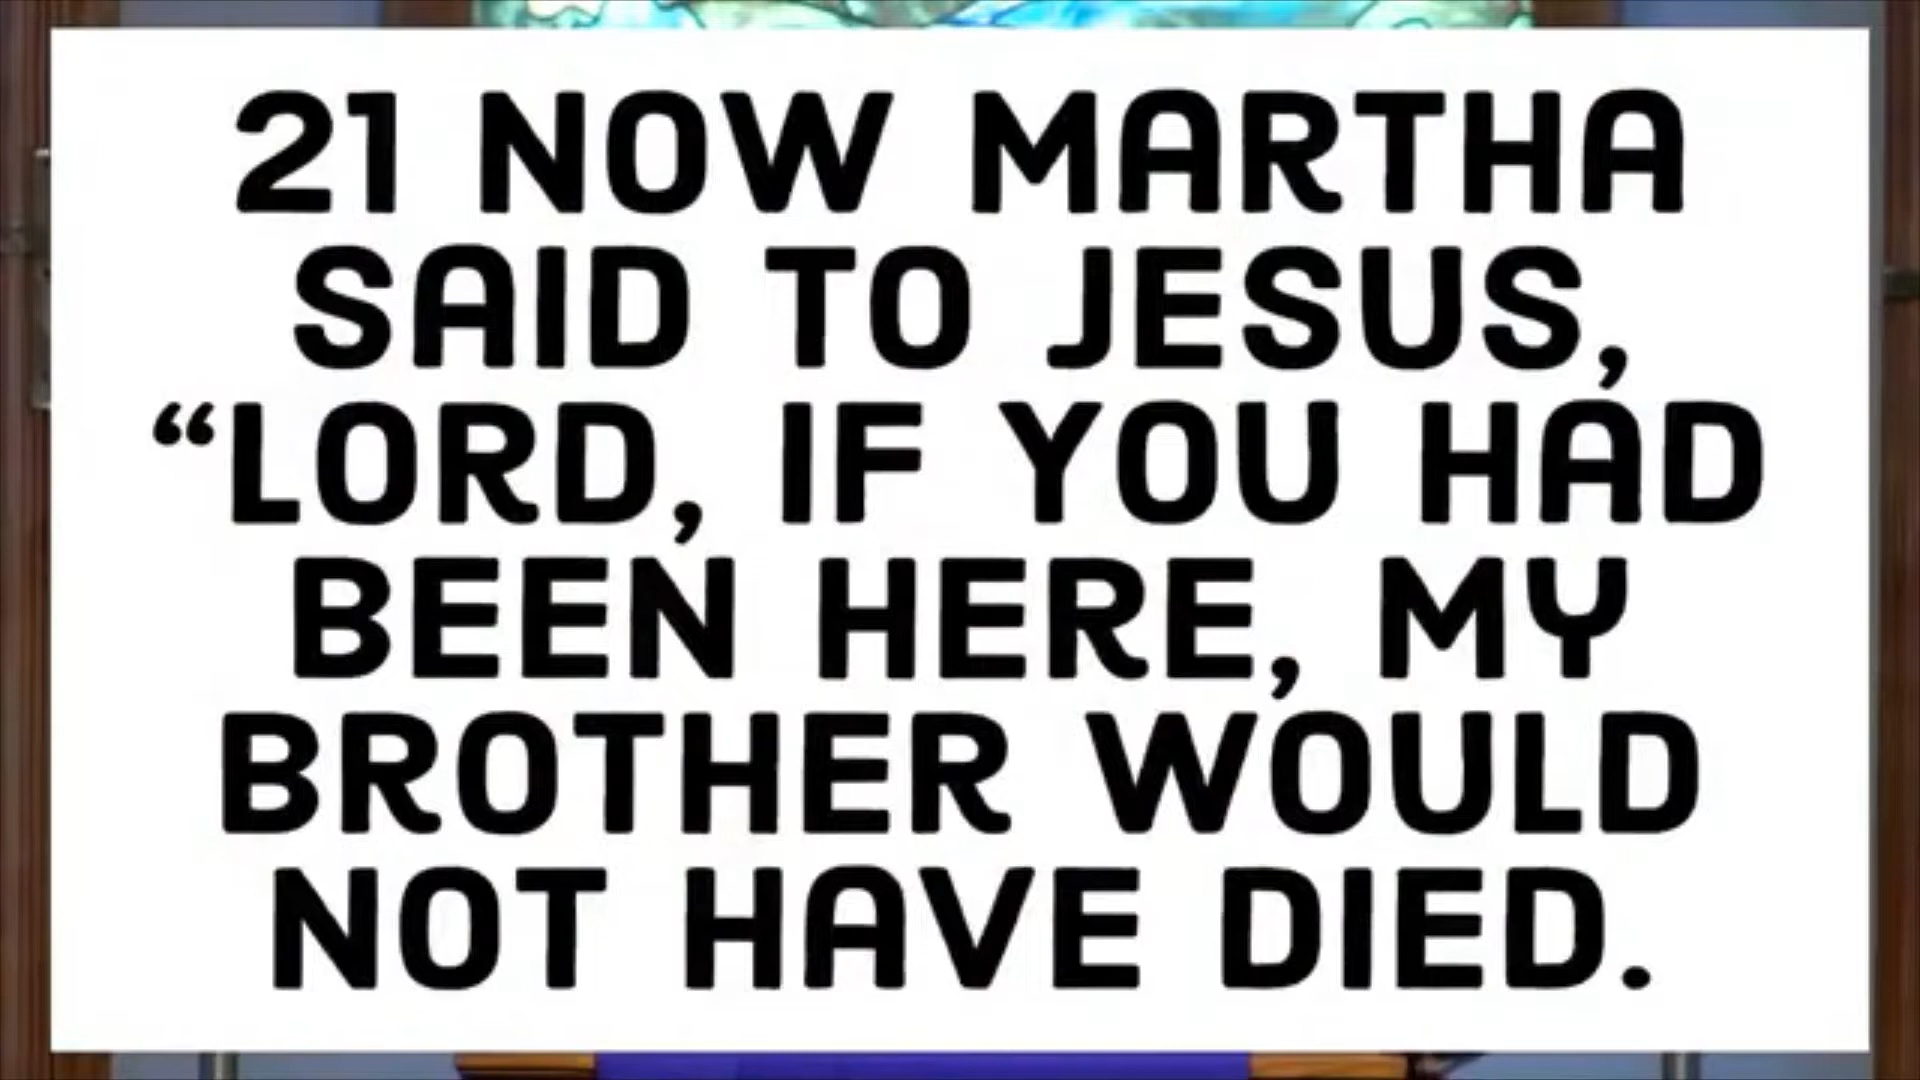 21 NOW MARTHA
SAID TO JESUS,
“LORD, IF YOU HAD
BEEN HERE, MY
BROTHER WOULD
NOT HAVE DIED.